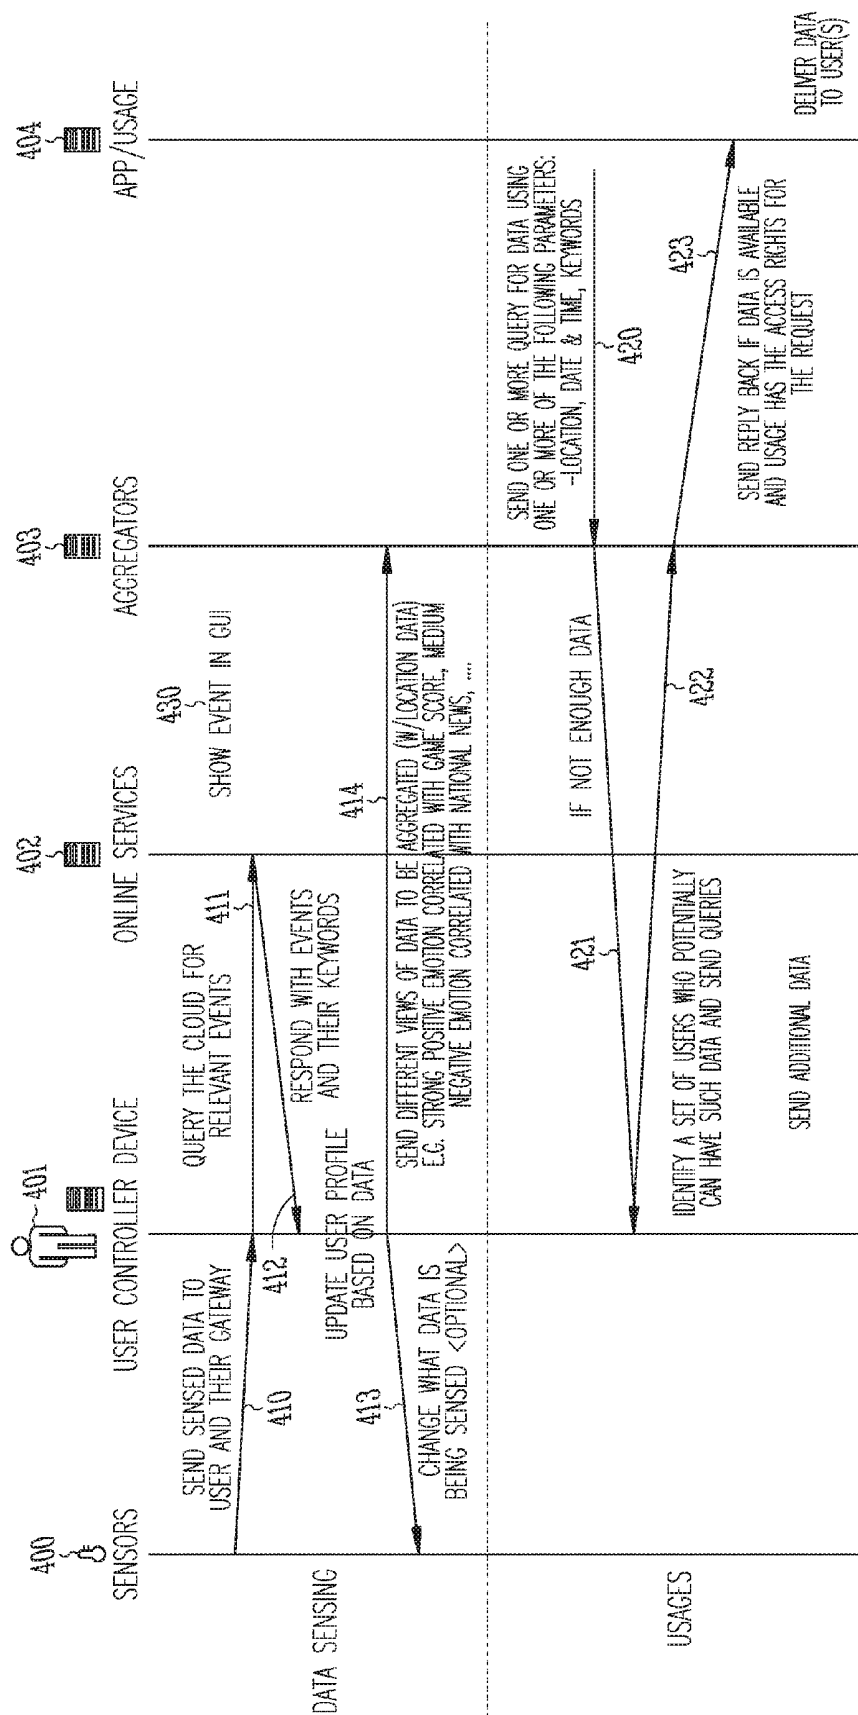 400
SENSORS
401
USER CONTROLLER DEVICE
402
ONLINE SERVICES
403
AGGREGATORS
404
APP/USAGE
DATA SENSING
SEND SENSED DATA TO
USER AND THEIR GATEWAY
410
QUERY THE CLOUD FOR
RELEVANT EVENTS
411
430
SHOW EVENT IN GUI
412
RESPOND WITH EVENTS
AND THEIR KEYWORDS
UPDATE USER PROFILE
BASED ON DATA
413
CHANGE WHAT DATA IS
BEING SENSED <OPTIONAL>
414
SEND DIFFERENT VIEWS OF DATA TO BE AGGREGATED (W/LOCATION DATA)
E.G. STRONG POSITIVE EMOTION CORRELATED WITH GAME SCORE, MEDIUM
NEGATIVE EMOTION CORRELATED WITH NATIONAL NEWS, ....
USAGES
SEND ONE OR MORE QUERY FOR DATA USING
ONE OR MORE OF THE FOLLOWING PARAMETERS:
-LOCATION, DATE & TIME, KEYWORDS
420
IF NOT ENOUGH DATA
421
422
423
IDENTIFY A SET OF USERS WHO POTENTIALLY
CAN HAVE SUCH DATA AND SEND QUERIES
SEND REPLY BACK IF DATA IS AVAILABLE
AND USAGE HAS THE ACCESS RIGHTS FOR
THE REQUEST
SEND ADDITIONAL DATA
DELIVER DATA
TO USER(S)